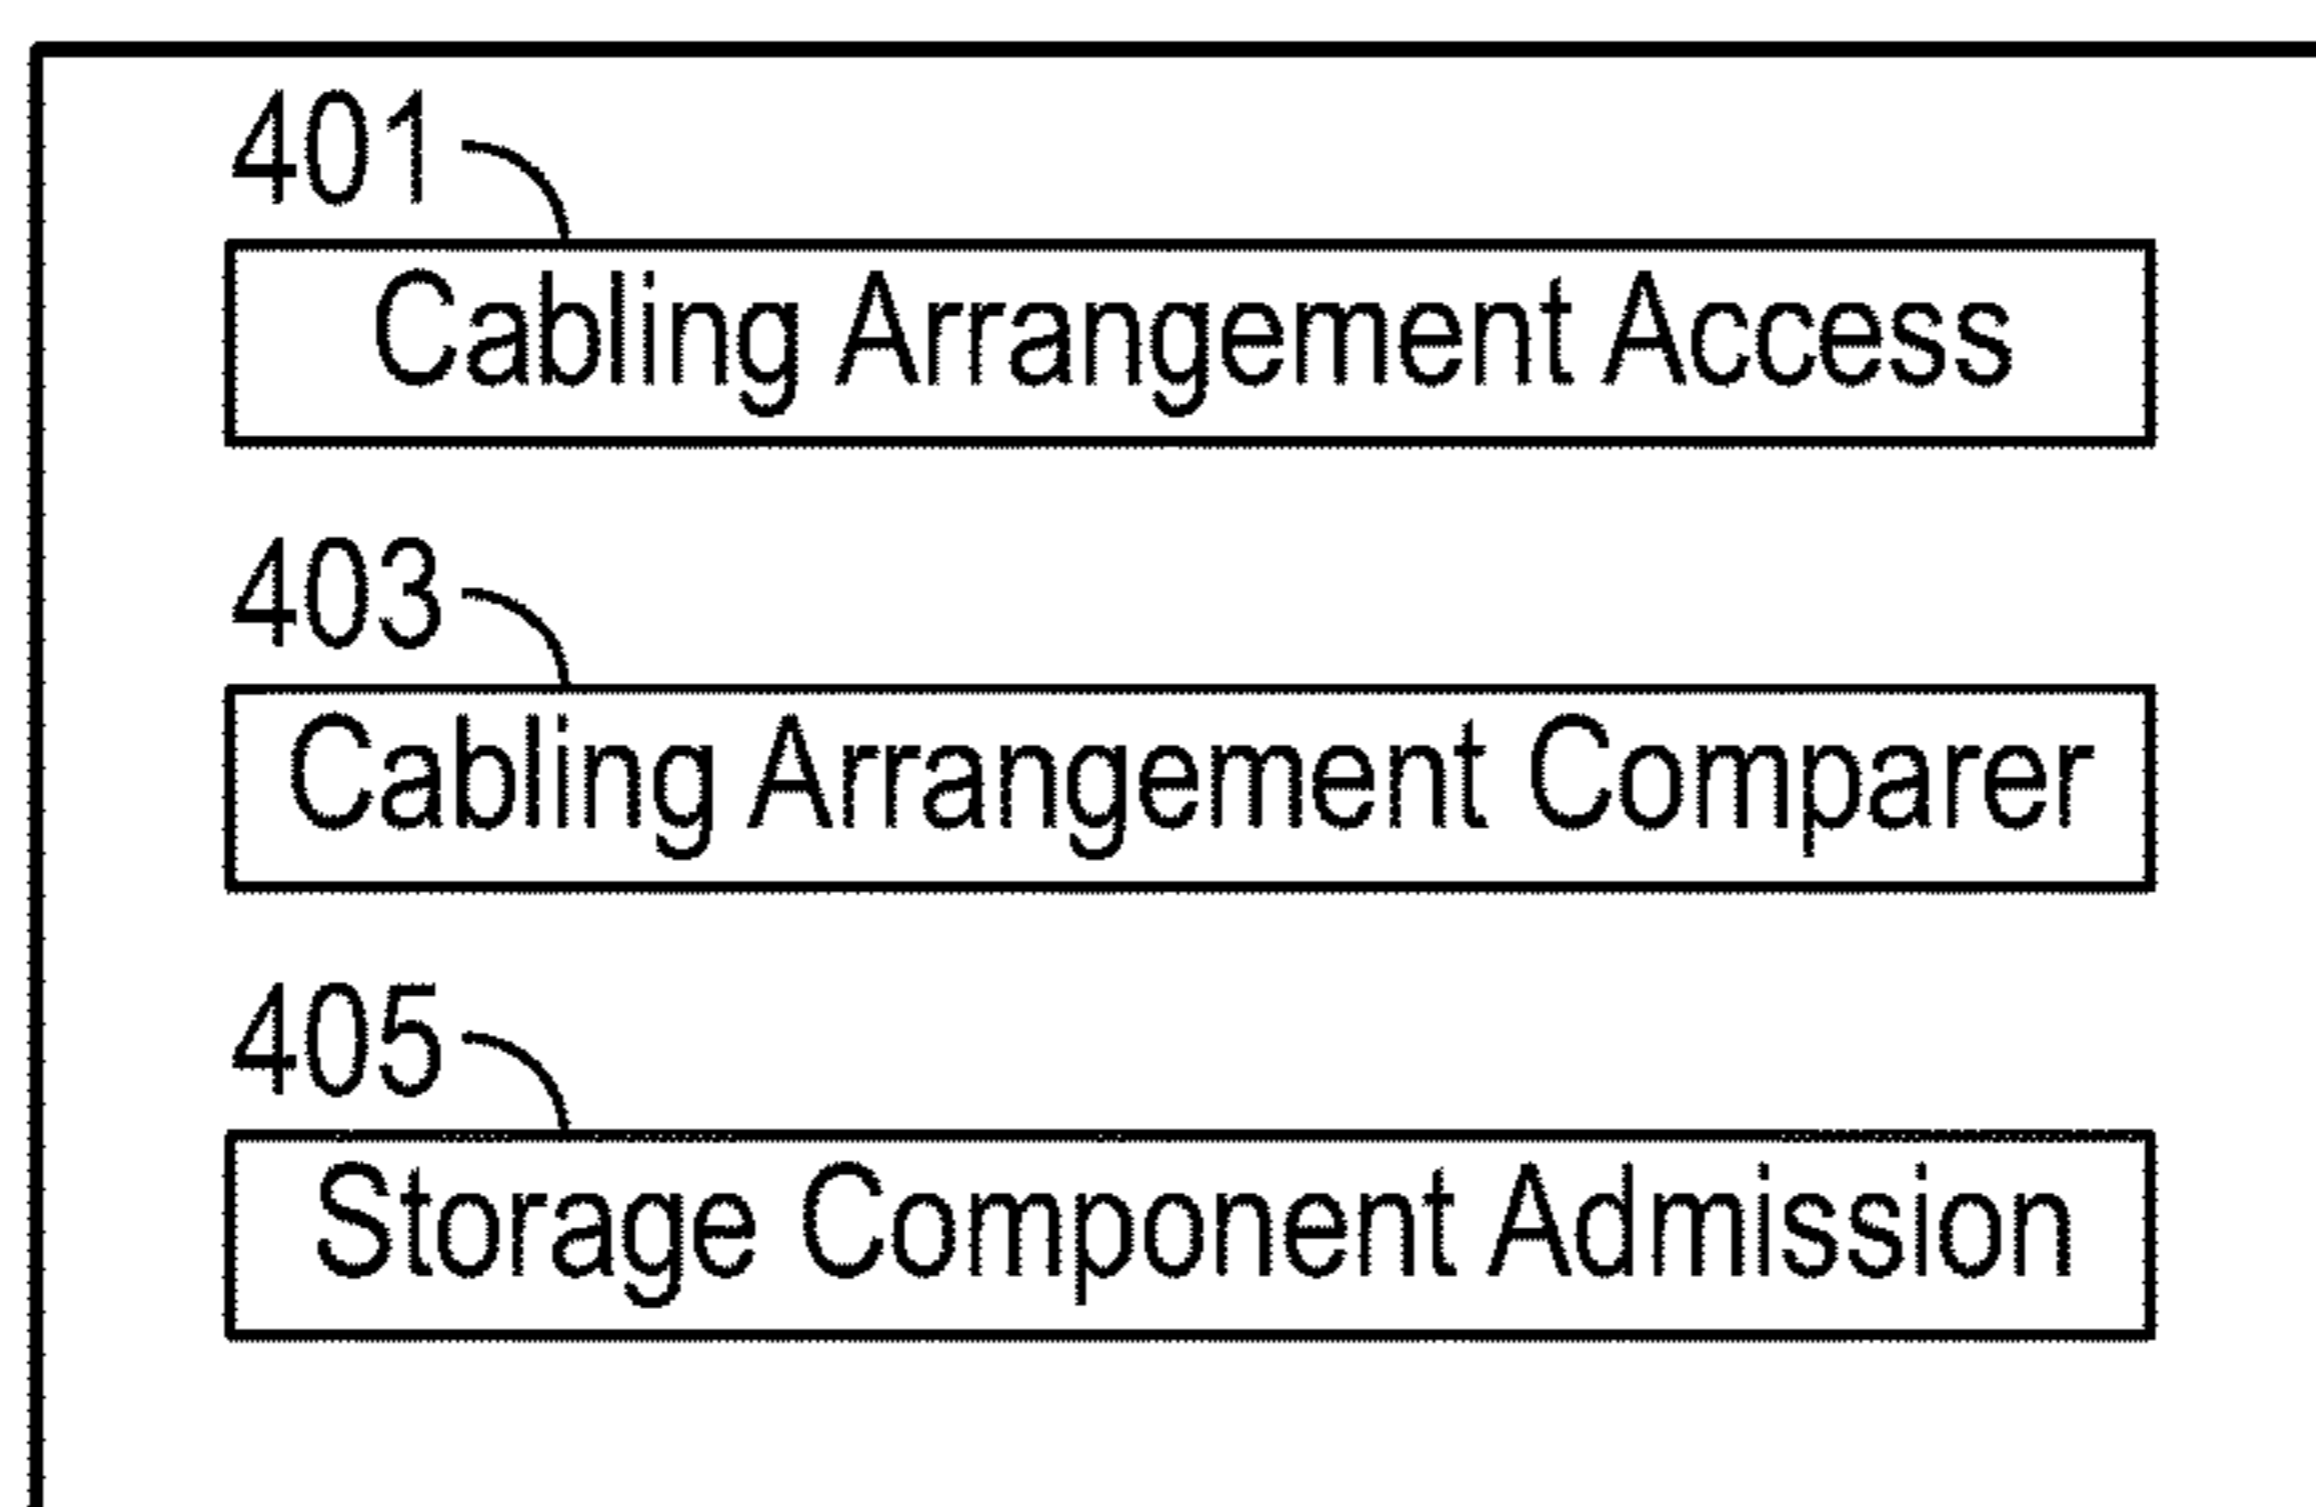 401
Cabling Arrangement Access
403
Cabling Arrangement Comparer
405
Storage Component Admission